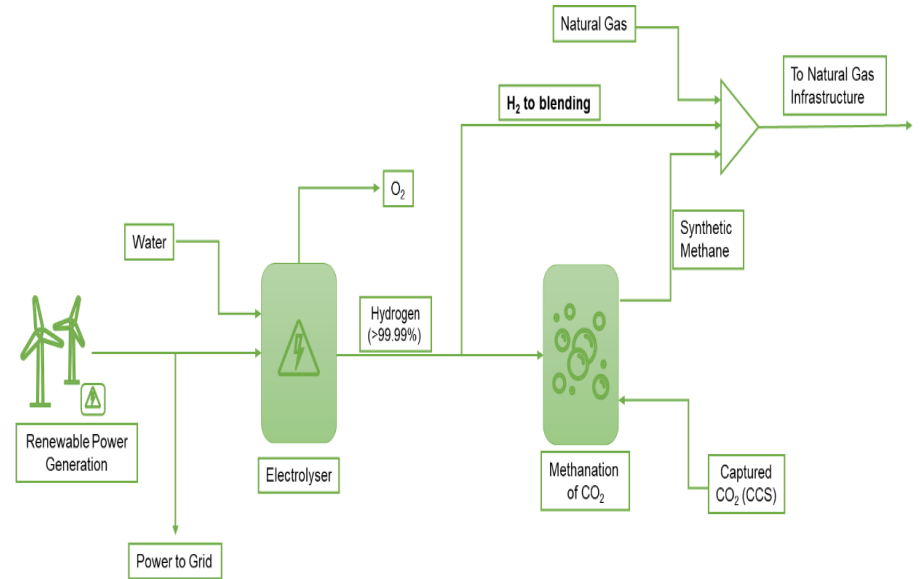 Natural Gas
To Natural Gas
Infrastructure
H₂ to blending
O₂
Water
Synthetic
Methane
Hydrogen
(>99.99%)
Renewable Power
Generation
Electrolyser
Methanation
of CO₂
Captured
CO₂ (CCS)
Power to Grid